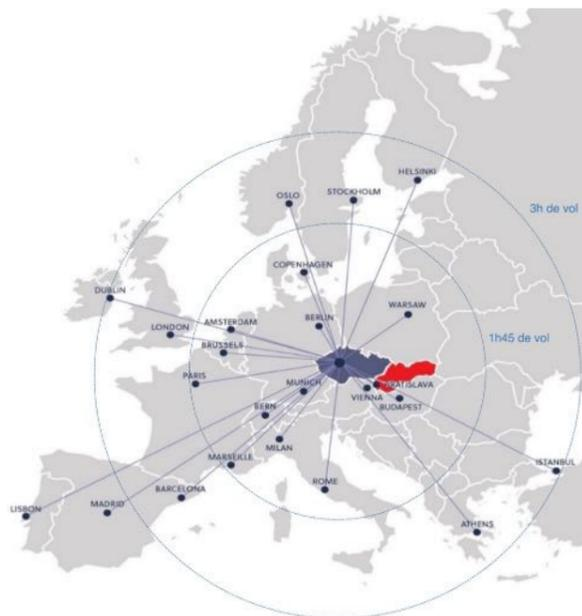 HELSINKI
STOCKHOLM
OSLO
3h de vol
COPENHAGEN
DUBLIN
WARSAW
BERLIN
AMSTERDAM
LONDON
1h45 de vol
BRUSSELS
PARIS
MUNICH
BRATISLAVA
VIENNA
BUDAPEST
BERN
MILAN
MARSEILLE
ISTANBUL
ROME
BARCELONA
MADRID
LISBON
ATHENS